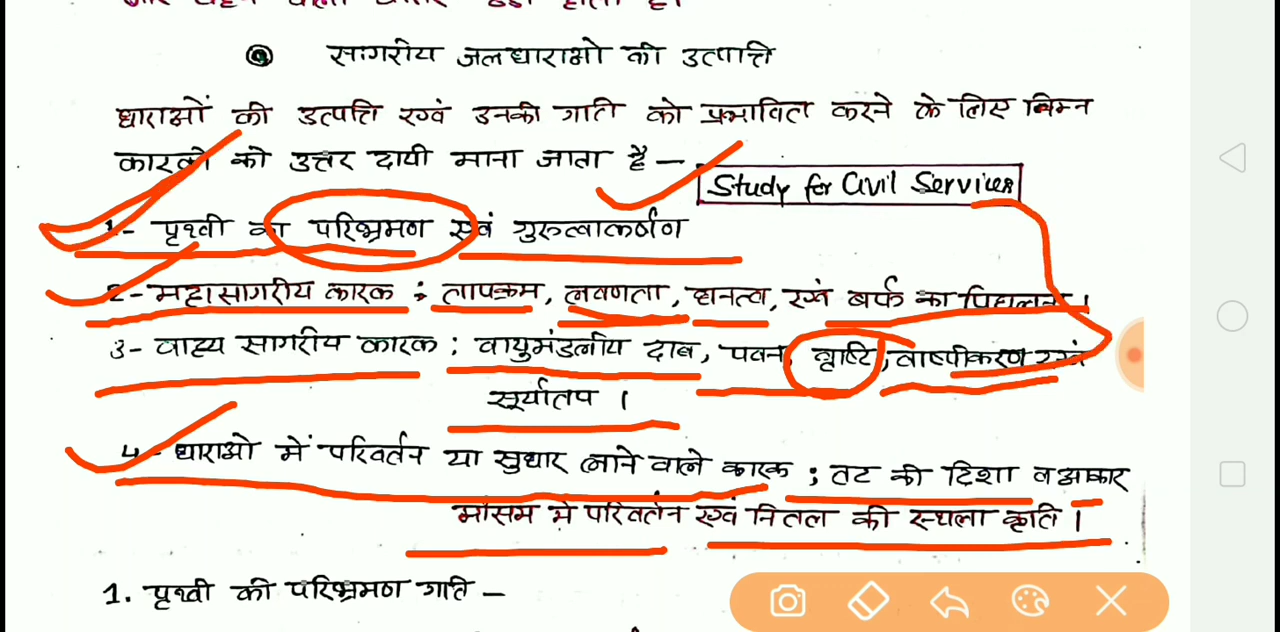 सागरीय जलधाराओ की उत्पात्ति
धाराओं की उत्पत्ति एवं उनकी गति को प्रभावित करने के लिए निम्न
कारको को उत्तर दायी माना जाता है –
Study for Civil Services
1- पृथ्वी का परिभ्रमण एवं गुरुत्वाकर्षण
2- महासागरीय कारक ; तापक्रम, लवणता, घनत्व, एवं बर्फ का पिघलना।
3- वाह्य सागरीय कारक ; वायुमंडलीय दाब, पवन, वृष्टि, वाष्पीकरण एवं
सूर्यातप ।
4- धाराओ में परिवर्तन या सुधार लाने वाले कारक ; तट की दिशा व आकार
मौसम मे परिवर्तन एवं नितल की स्थला कृति ।
1. पृथ्वी की परिभ्रमण गति –